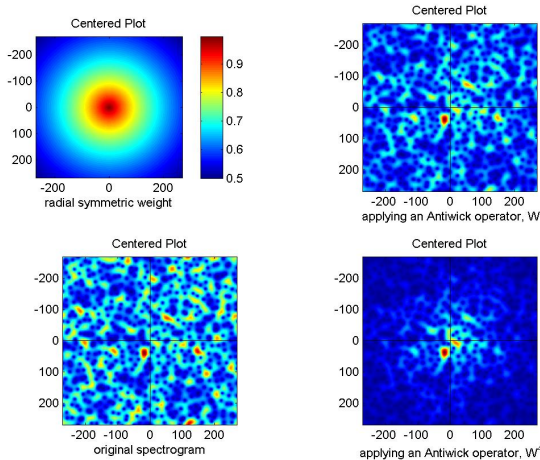 Centered Plot
-200
-100
0
100
200
-200 0 200
radial symmetric weight
0.9
0.8
0.7
0.6
0.5
Centered Plot
-200
-100
0
100
200
-200 -100 0 100 200
applying an Antiwick operator, W
Centered Plot
-200
-100
0
100
200
-200 -100 0 100 200
original spectrogram
Centered Plot
-200
-100
0
100
200
-200 -100 0 100 200
applying an Antiwick operator, W